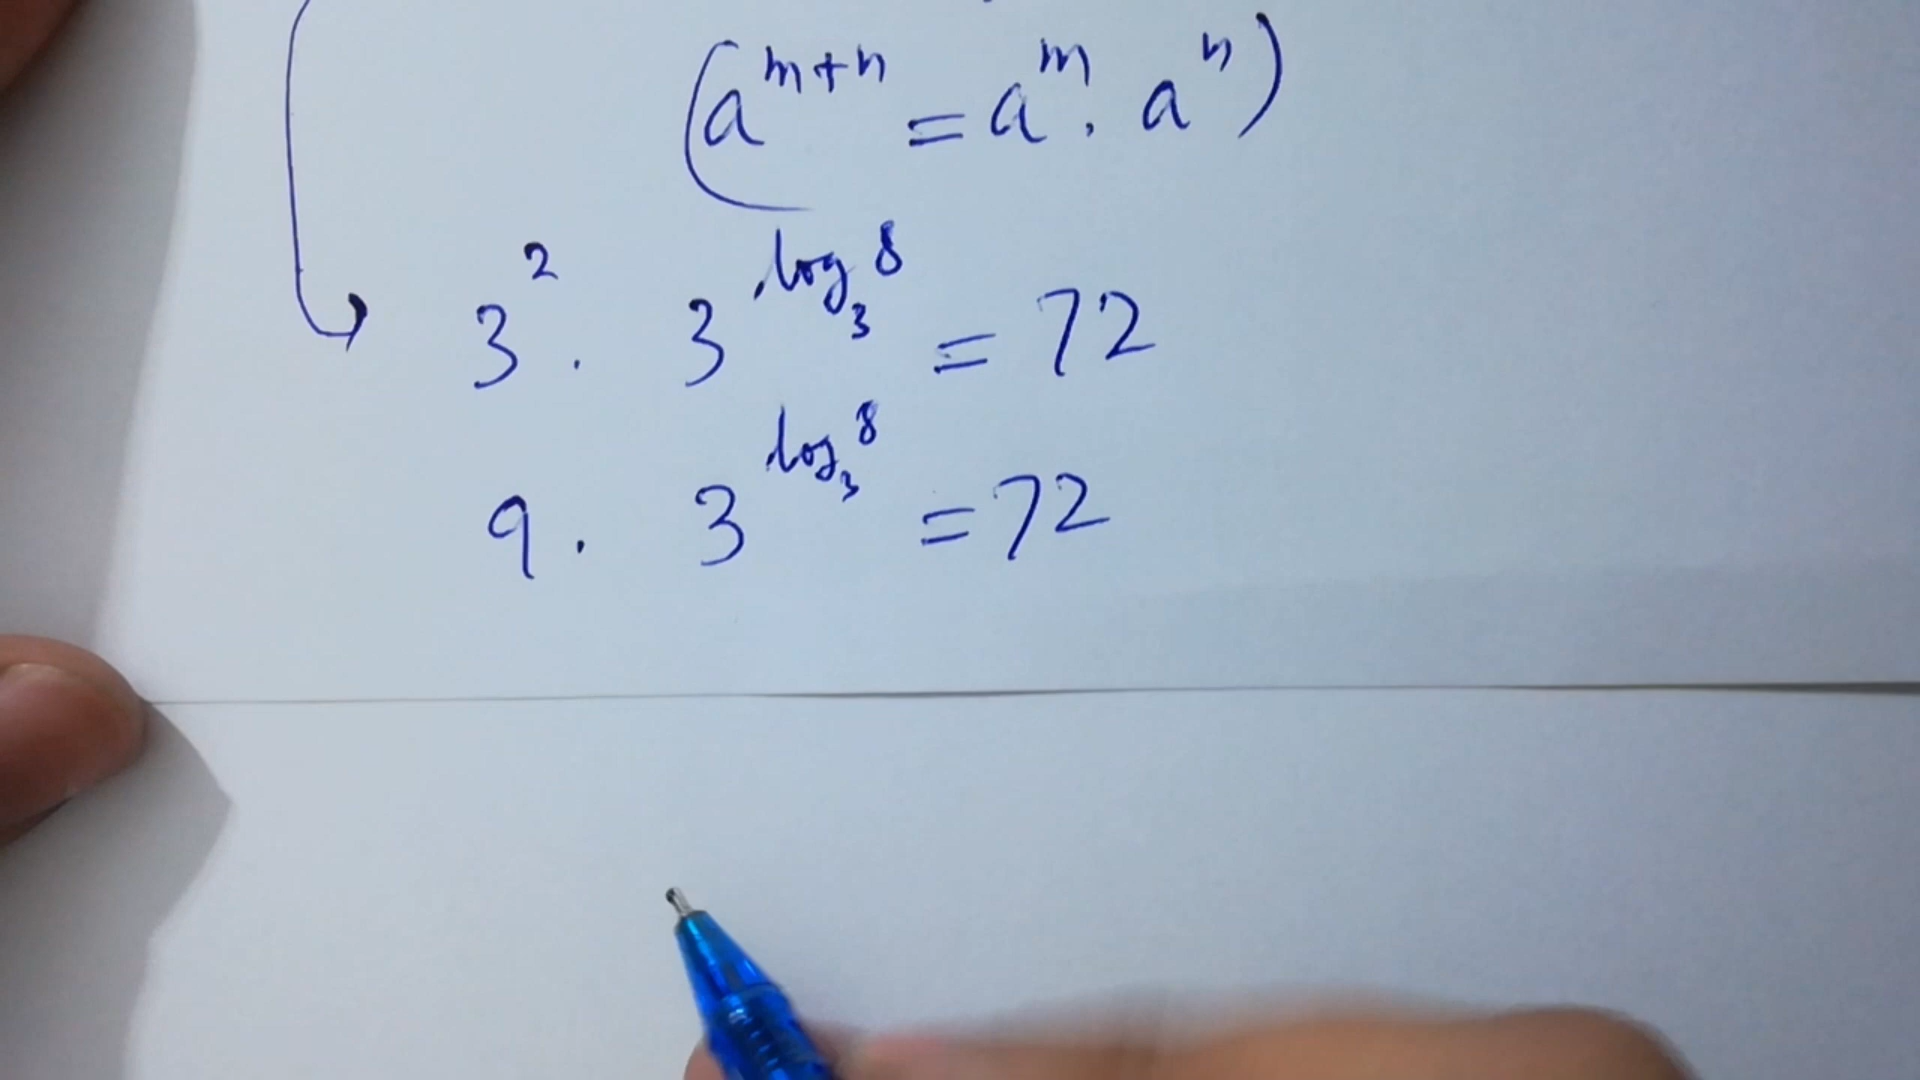 (a^{m+n} = a^m . a^n)
3^2 . 3^{log_3 8} = 72
9 . 3^{log_3 8} = 72